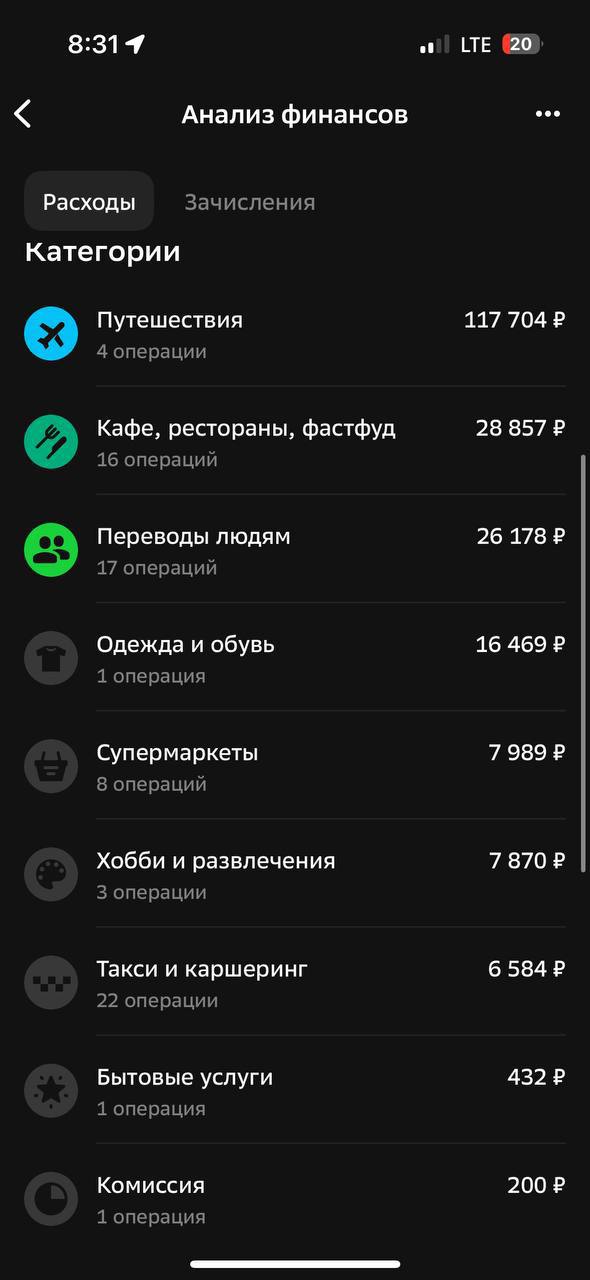 8:31 LTE 20
Анализ финансов
Расходы Зачисления
Категории
Путешествия 117 704 ₽
4 операции
Кафе, рестораны, фастфуд 28 857 ₽
16 операций
Переводы людям 26 178 ₽
17 операций
Одежда и обувь 16 469 ₽
1 операция
Супермаркеты 7 989 ₽
8 операций
Хобби и развлечения 7 870 ₽
3 операции
Такси и каршеринг 6 584 ₽
22 операции
Бытовые услуги 432 ₽
1 операция
Комиссия 200 ₽
1 операция